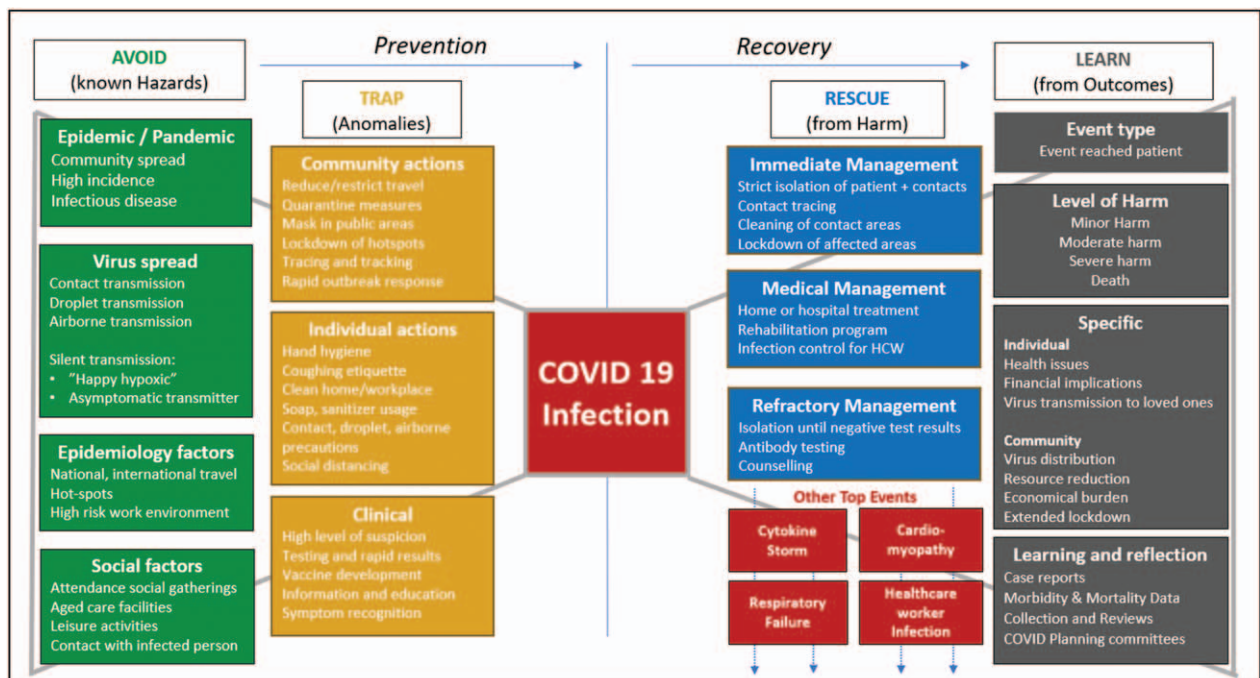 Prevention
Recovery
AVOID
(known Hazards)
Epidemic / Pandemic
Community spread
High incidence
Infectious disease
Virus spread
Contact transmission
Droplet transmission
Airborne transmission
Silent transmission:
• "Happy hypoxic"
• Asymptomatic transmitter
Epidemiology factors
National, international travel
Hot-spots
High risk work environment
Social factors
Attendance social gatherings
Aged care facilities
Leisure activities
Contact with infected person
TRAP
(Anomalies)
Community actions
Reduce/restrict travel
Quarantine measures
Mask in public areas
Lockdown of hotspots
Tracing and tracking
Rapid outbreak response
Individual actions
Hand hygiene
Coughing etiquette
Clean home/workplace
Soap, sanitizer usage
Contact, droplet, airborne
precautions
Social distancing
Clinical
High level of suspicion
Testing and rapid results
Vaccine development
Information and education
Symptom recognition
COVID 19
Infection
RESCUE
(from Harm)
Immediate Management
Strict isolation of patient + contacts
Contact tracing
Cleaning of contact areas
Lockdown of affected areas
Medical Management
Home or hospital treatment
Rehabilitation program
Infection control for HCW
Refractory Management
Isolation until negative test results
Antibody testing
Counselling
Other Top Events
Cytokine
Storm
Cardio-
myopathy
Respiratory
Failure
Healthcare
worker
Infection
LEARN
(from Outcomes)
Event type
Event reached patient
Level of Harm
Minor Harm
Moderate harm
Severe harm
Death
Specific
Individual
Health issues
Financial implications
Virus transmission to loved ones
Community
Virus distribution
Resource reduction
Economical burden
Extended lockdown
Learning and reflection
Case reports
Morbidity & Mortality Data
Collection and Reviews
COVID Planning committees